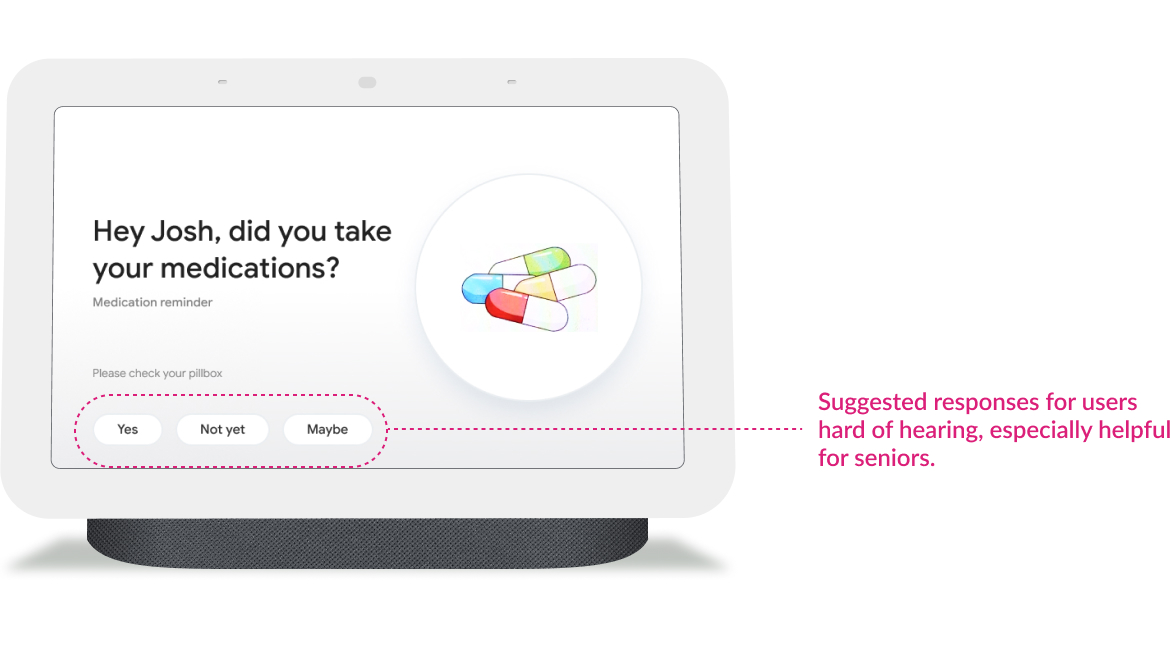 Hey Josh, did you take
your medications?
Medication reminder
Please check your pillbox
Yes
Not yet
Maybe
Suggested responses for users
hard of hearing, especially helpful
for seniors.